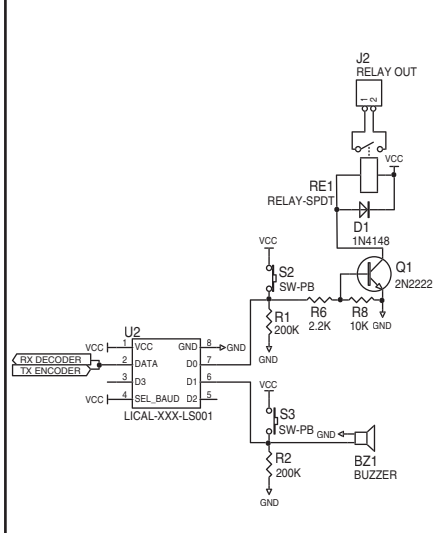 J2
RELAY OUT
1 2
VCC
RE1
RELAY-SPDT
D1
1N4148
VCC
Q1
2N2222
S2
SW-PB
R1
200K
R6
2.2K
R8
10K
GND
GND
U2
VCC 1 VCC GND 8 GND
RX DECODER
TX ENCODER
2 DATA D0 7
3 D3 D1 6
VCC 4 SEL_BAUD D2 5
LICAL-XXX-LS001
VCC
S3
SW-PB
GND
BZ1
BUZZER
R2
200K
GND